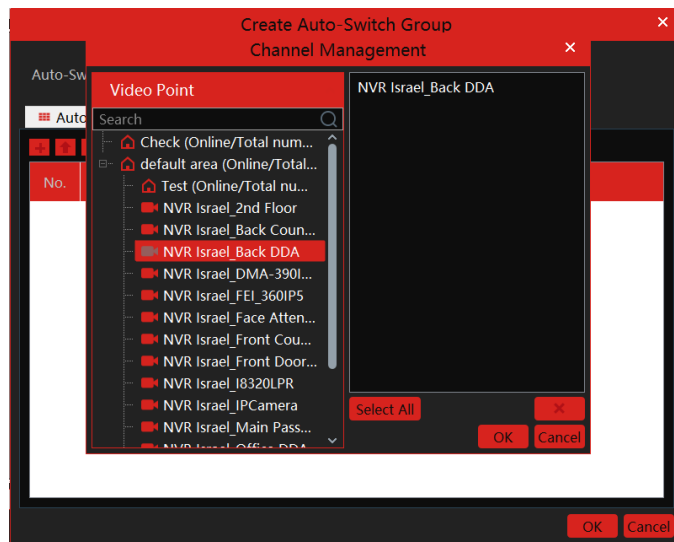 Create Auto-Switch Group
Channel Management
Auto-Sw
Video Point
NVR Israel_Back DDA
Auto
Search
Check (Online/Total num...
default area (Online/Total...
Test (Online/Total nu...
No.
NVR Israel_2nd Floor
NVR Israel_Back Coun...
NVR Israel_Back DDA
NVR Israel_DMA-390I...
NVR Israel_FEI_360IP5
NVR Israel_Face Atten...
NVR Israel_Front Cou...
NVR Israel_Front Door...
NVR Israel_I8320LPR
NVR Israel_IPCamera
Select All
NVR Israel_Main Pass...
NVR Israel_Office DDA
OK Cancel
OK Cancel